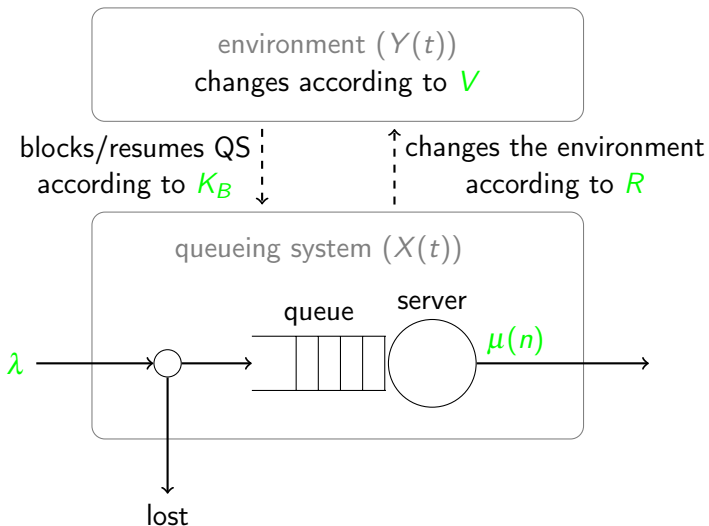 environment (Y(t))
changes according to V
blocks/resumes QS
according to K_B
changes the environment
according to R
queueing system (X(t))
queue
server
λ
μ(n)
lost